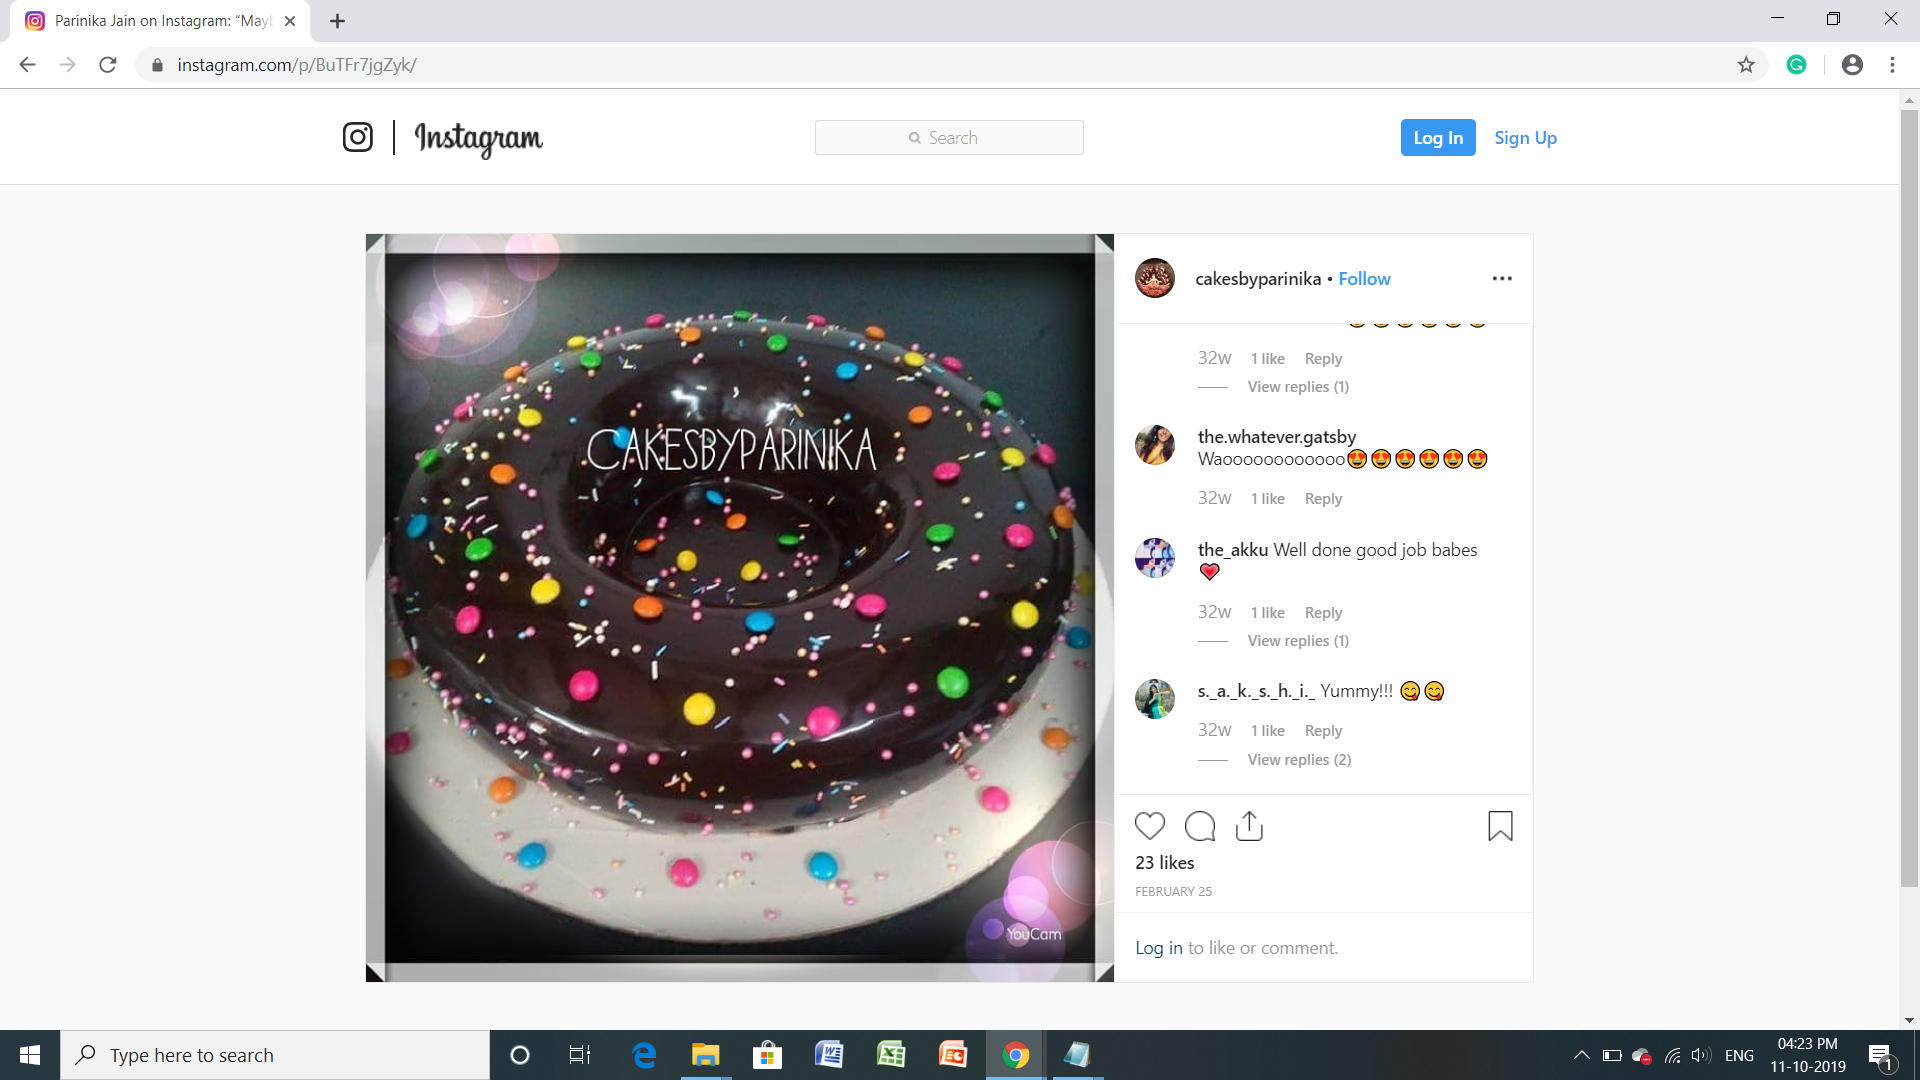 Parinika Jain on Instagram: “Mayb
instagram.com/p/BuTFr7jgZyk/
Instagram
Search
Log In
Sign Up
CAKESBYPARINIKA
YouCam
cakesbyparinika • Follow
32w 1 like Reply
View replies (1)
the.whatever.gatsby
Waoooooooooooo😍😍😍😍😍😍
32w 1 like Reply
the_akku Well done good job babes
❤
32w 1 like Reply
View replies (1)
s._a._k._s._h._i._ Yummy!!! 😋😋
32w 1 like Reply
View replies (2)
23 likes
FEBRUARY 25
Log in to like or comment.
Type here to search
ENG
04:23 PM
11-10-2019
1